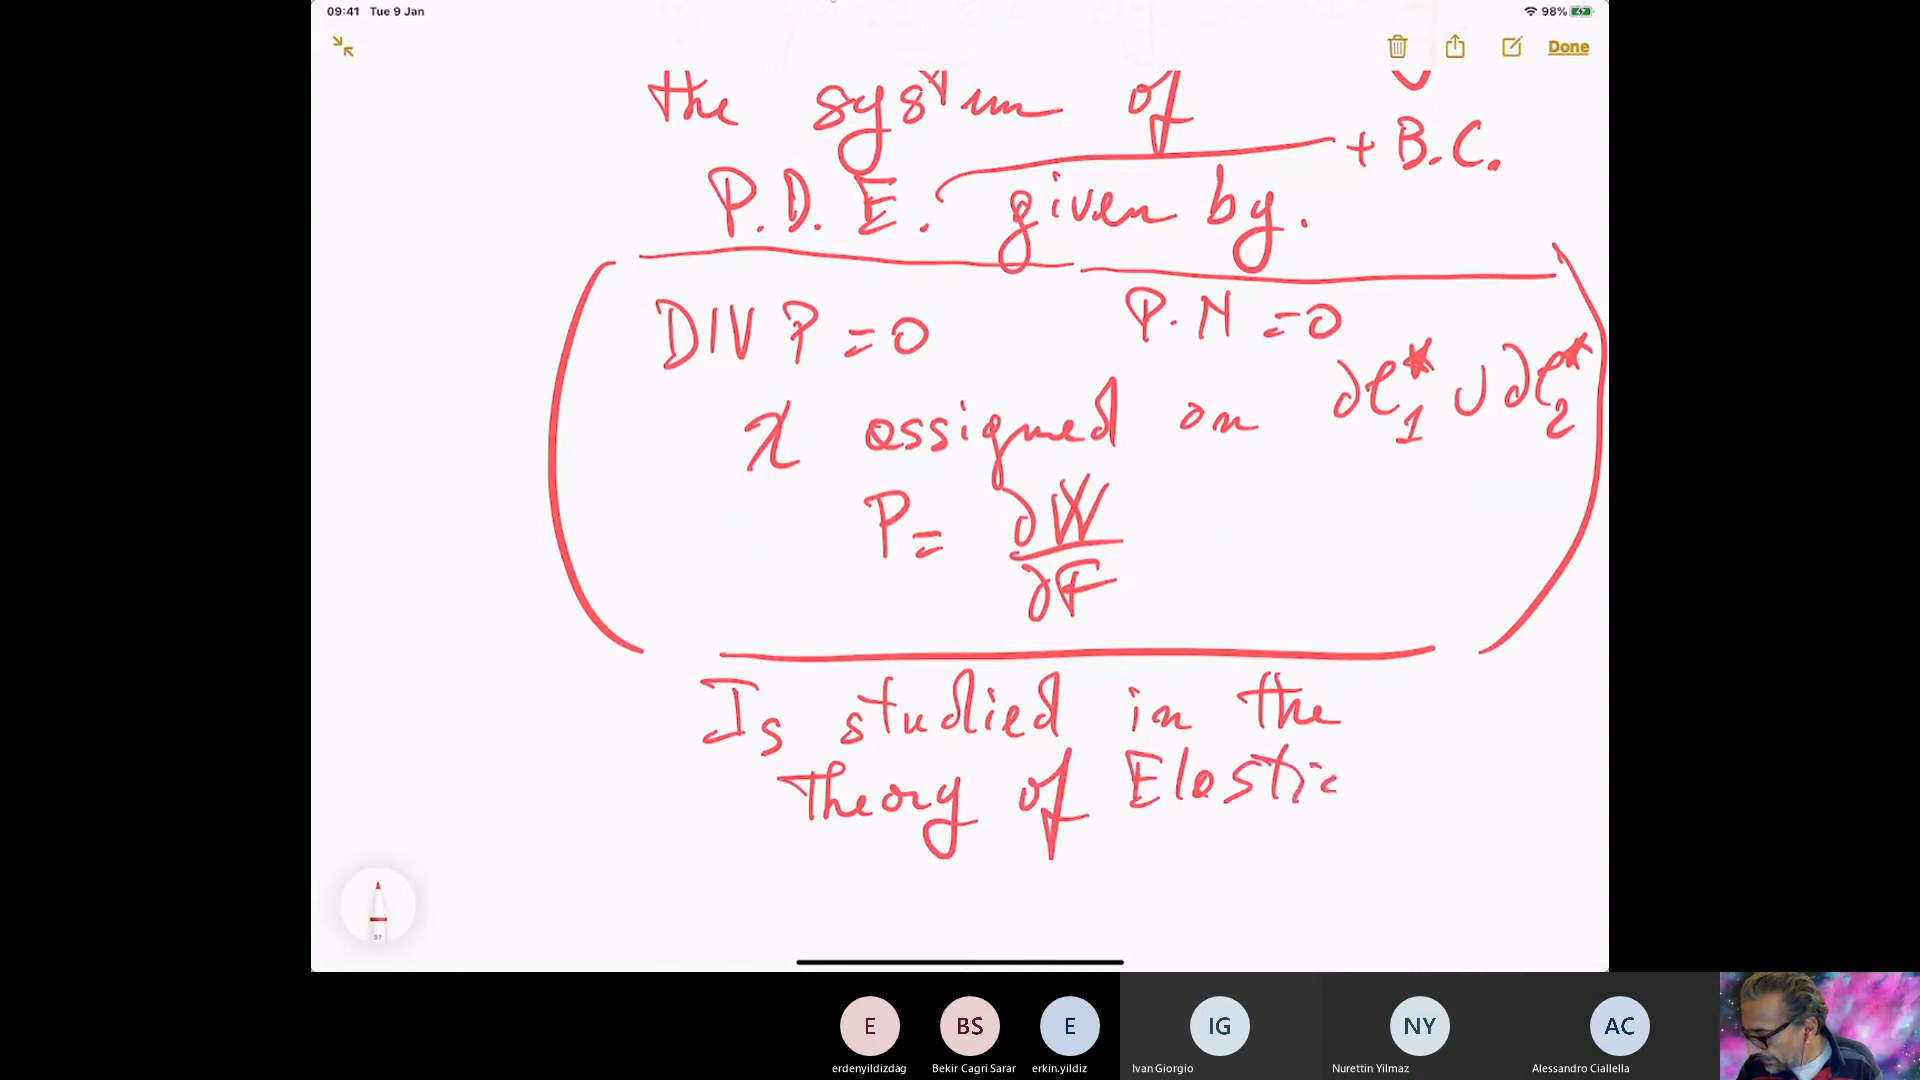 09:41 Tue 9 Jan
98%
Done
the system of
+ B.C.
P.D.E. given by.
DIV P = 0
P.N = 0
χ assigned on ∂C₁* ∪ ∂C₂*
P = ∂W/∂F
Is studied in the
theory of Elastic
97
E BS E IG NY AC
erdenyildizdag Bekir Cagri Sarar erkin.yildiz Ivan Giorgio Nurettin Yilmaz Alessandro Ciallella